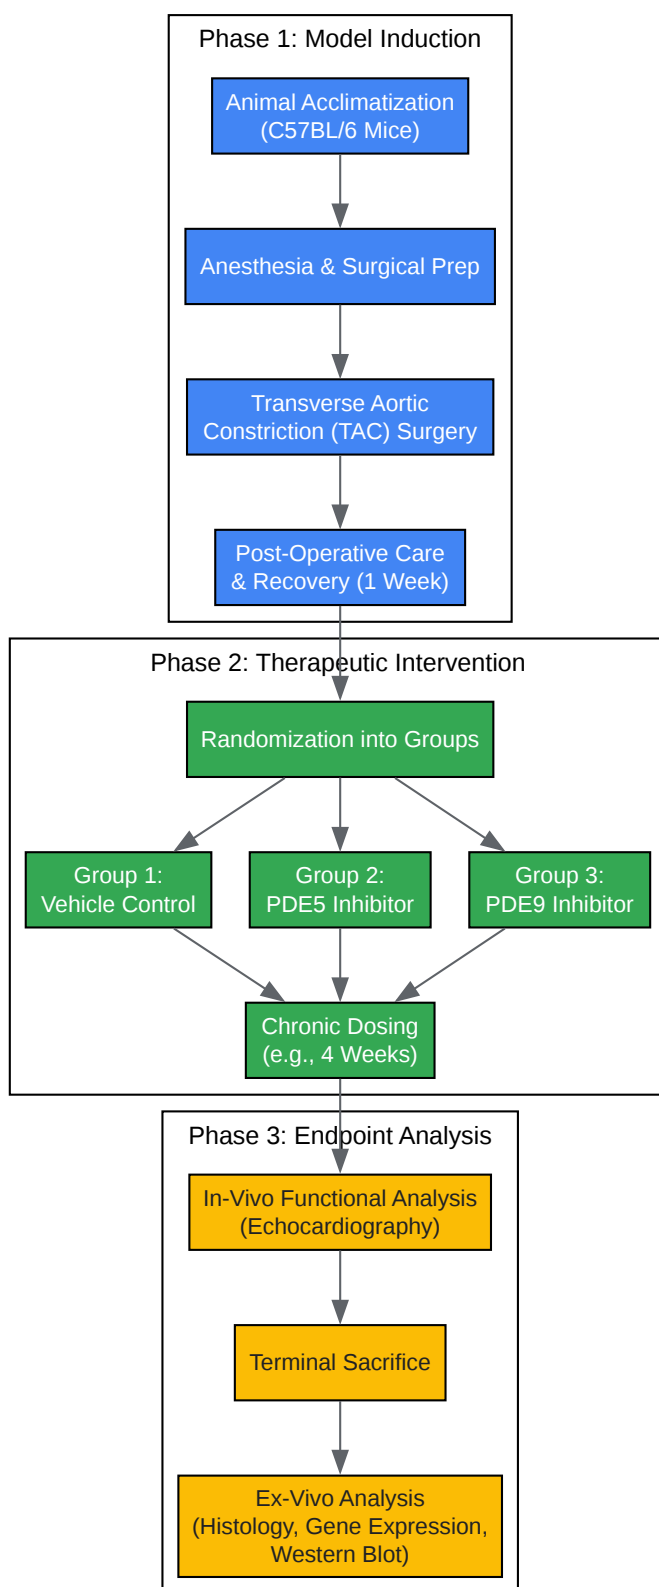 Phase 1: Model Induction
Animal Acclimatization
(C57BL/6 Mice)
Anesthesia & Surgical Prep
Transverse Aortic
Constriction (TAC) Surgery
Post-Operative Care
& Recovery (1 Week)
Phase 2: Therapeutic Intervention
Randomization into Groups
Group 1:
Vehicle Control
Group 2:
PDE5 Inhibitor
Group 3:
PDE9 Inhibitor
Chronic Dosing
(e.g., 4 Weeks)
Phase 3: Endpoint Analysis
In-Vivo Functional Analysis
(Echocardiography)
Terminal Sacrifice
Ex-Vivo Analysis
(Histology, Gene Expression,
Western Blot)